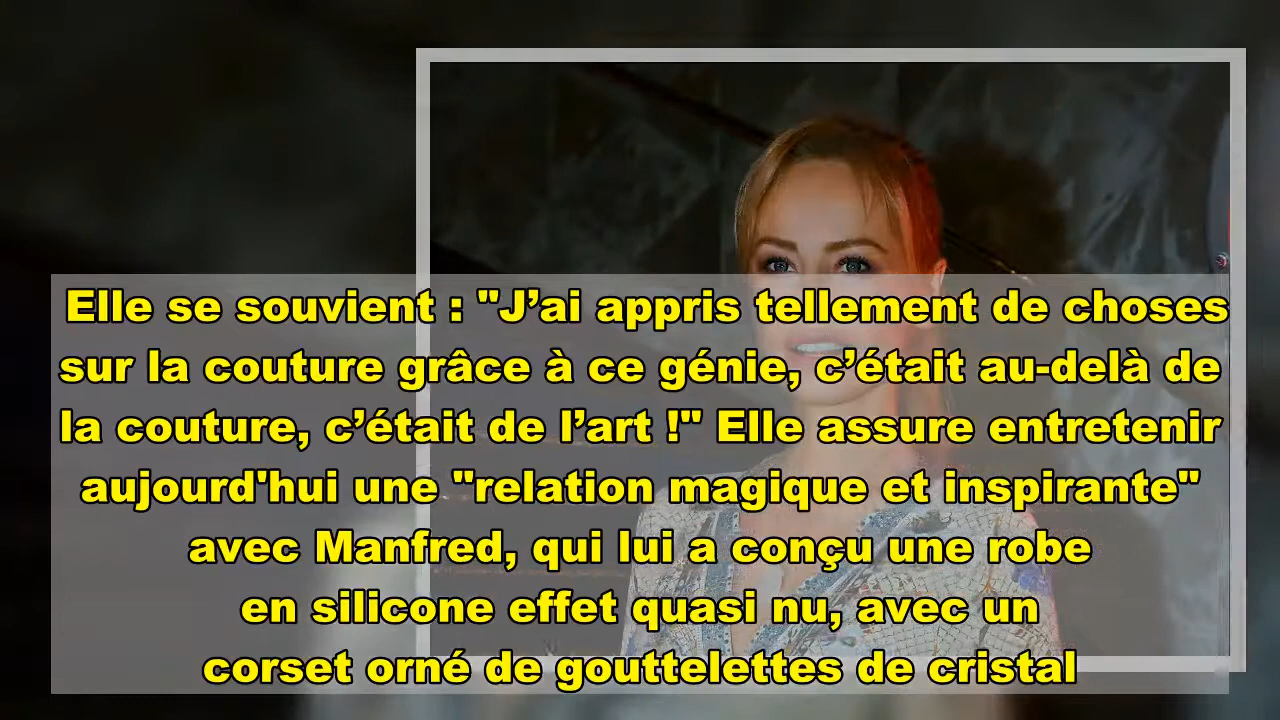 Elle se souvient : "J’ai appris tellement de choses
sur la couture grâce à ce génie, c’était au-delà de
la couture, c’était de l’art !" Elle assure entretenir
aujourd'hui une "relation magique et inspirante"
avec Manfred, qui lui a conçu une robe
en silicone effet quasi nu, avec un
corset orné de gouttelettes de cristal